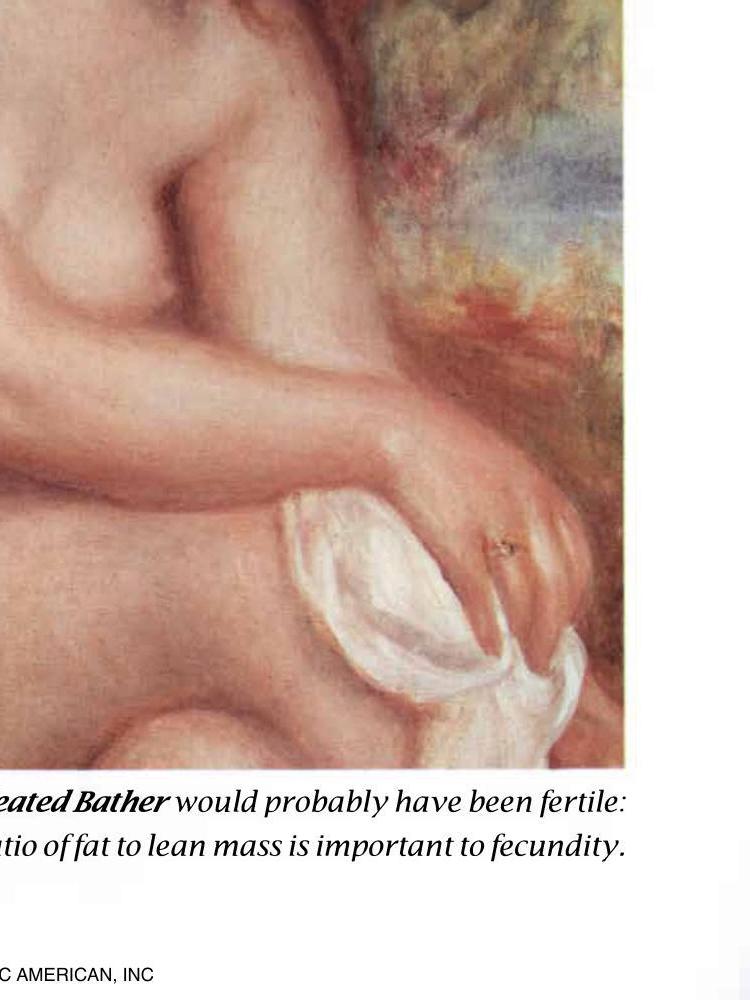 eated Bather would probably have been fertile:
tio of fat to lean mass is important to fecundity.
C AMERICAN, INC